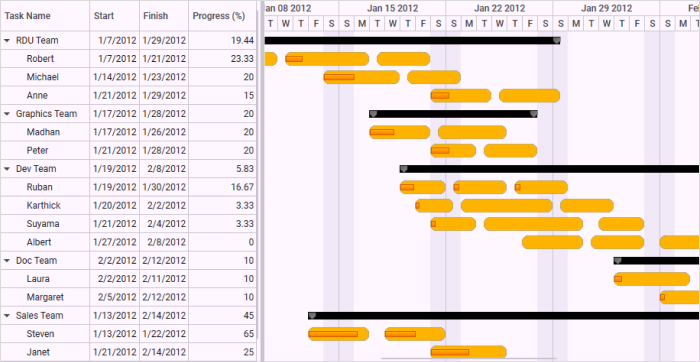 Task Name Start Finish Progress (%) an 08 2012 Jan 15 2012 Jan 22 2012 Jan 29 2012 Fe
T W T F S S M T W T F S S M T W T F S S M T W T F S S M
RDU Team 1/7/2012 1/29/2012 19.44
Robert 1/7/2012 1/21/2012 23.33
Michael 1/14/2012 1/23/2012 20
Anne 1/21/2012 1/29/2012 15
Graphics Team 1/17/2012 1/28/2012 20
Madhan 1/17/2012 1/26/2012 20
Peter 1/21/2012 1/28/2012 20
Dev Team 1/19/2012 2/8/2012 5.83
Ruban 1/19/2012 1/30/2012 16.67
Karthick 1/20/2012 2/2/2012 3.33
Suyama 1/21/2012 2/4/2012 3.33
Albert 1/27/2012 2/8/2012 0
Doc Team 2/2/2012 2/12/2012 10
Laura 2/2/2012 2/11/2012 10
Margaret 2/5/2012 2/12/2012 10
Sales Team 1/13/2012 2/14/2012 45
Steven 1/13/2012 1/22/2012 65
Janet 1/21/2012 2/14/2012 25